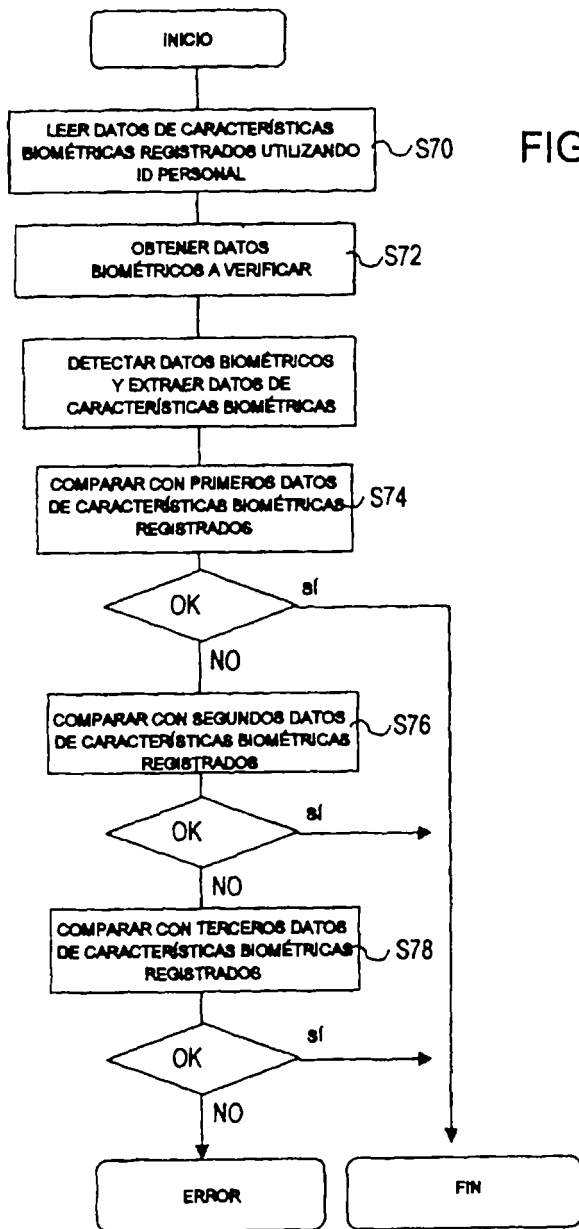 INICIO
LEER DATOS DE CARACTERÍSTICAS
BIOMÉTRICAS REGISTRADOS UTILIZANDO
ID PERSONAL
S70
FIG
OBTENER DATOS
BIOMÉTRICOS A VERIFICAR
S72
DETECTAR DATOS BIOMÉTRICOS
Y EXTRAER DATOS DE
CARACTERÍSTICAS BIOMÉTRICAS
COMPARAR CON PRIMEROS DATOS
DE CARACTERÍSTICAS BIOMÉTRICAS
REGISTRADOS
S74
OK
sí
NO
COMPARAR CON SEGUNDOS DATOS
DE CARACTERÍSTICAS BIOMÉTRICAS
REGISTRADOS
S76
OK
sí
NO
COMPARAR CON TERCEROS DATOS
DE CARACTERÍSTICAS BIOMÉTRICAS
REGISTRADOS
S78
OK
sí
NO
ERROR
FIN